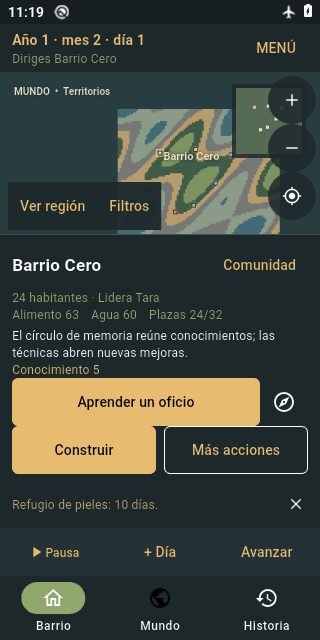 11:19
Año 1 · mes 2 · día 1
Diriges Barrio Cero
MENÚ
MUNDO • Territorios
Barrio Cero
Ver región
Filtros
Barrio Cero
Comunidad
24 habitantes · Lidera Tara
Alimento 63 Agua 60 Plazas 24/32
El círculo de memoria reúne conocimientos; las
técnicas abren nuevas mejoras.
Conocimiento 5
Aprender un oficio
Construir
Más acciones
Refugio de pieles: 10 días.
Pausa
+ Día
Avanzar
Barrio
Mundo
Historia